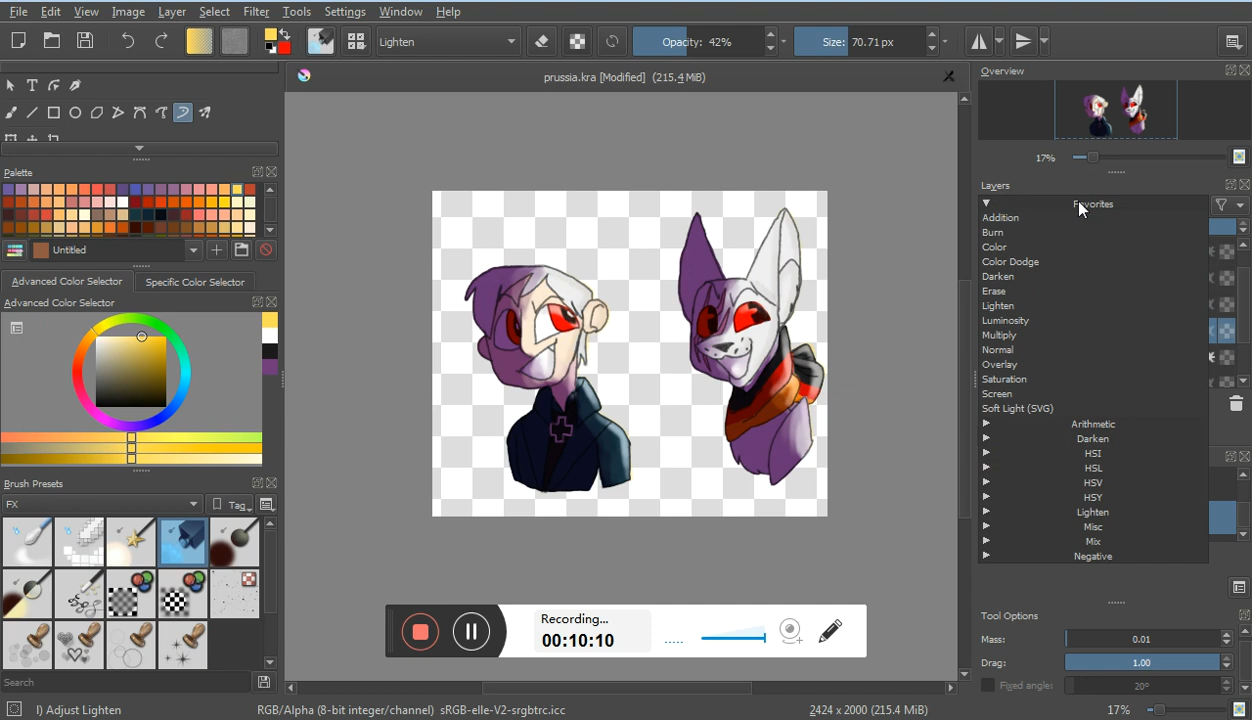 File Edit View Image Layer Select Filter Tools Settings Window Help
Lighten Opacity: 42% Size: 70.71 px
prussia.kra [Modified] (215.4 MiB)
Overview
17%
Palette
Layers
Favorites
Addition
Burn
Color
Color Dodge
Darken
Erase
Lighten
Luminosity
Multiply
Normal
Overlay
Saturation
Screen
Soft Light (SVG)
Arithmetic
Darken
HSI
HSL
HSV
HSY
Lighten
Misc
Mix
Negative
Untitled
Advanced Color Selector Specific Color Selector
Advanced Color Selector
Brush Presets
FX Tag
Search
Recording...
00:10:10
Tool Options
Mass: 0.01
Drag: 1.00
Fixed angle: 20°
I) Adjust Lighten RGB/Alpha (8-bit integer/channel) sRGB-elle-V2-srgbtrc.icc 2424 x 2000 (215.4 MiB) 17%